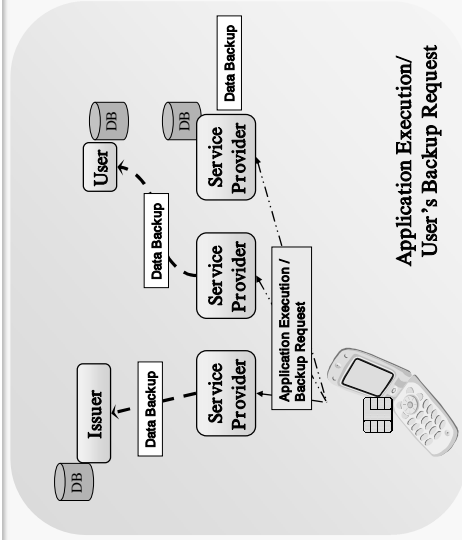 DB
Issuer
Data Backup
Service
Provider
DB
User
Data Backup
Service
Provider
DB
Service
Provider
Data Backup
Application Execution /
Backup Request
Application Execution/
User's Backup Request